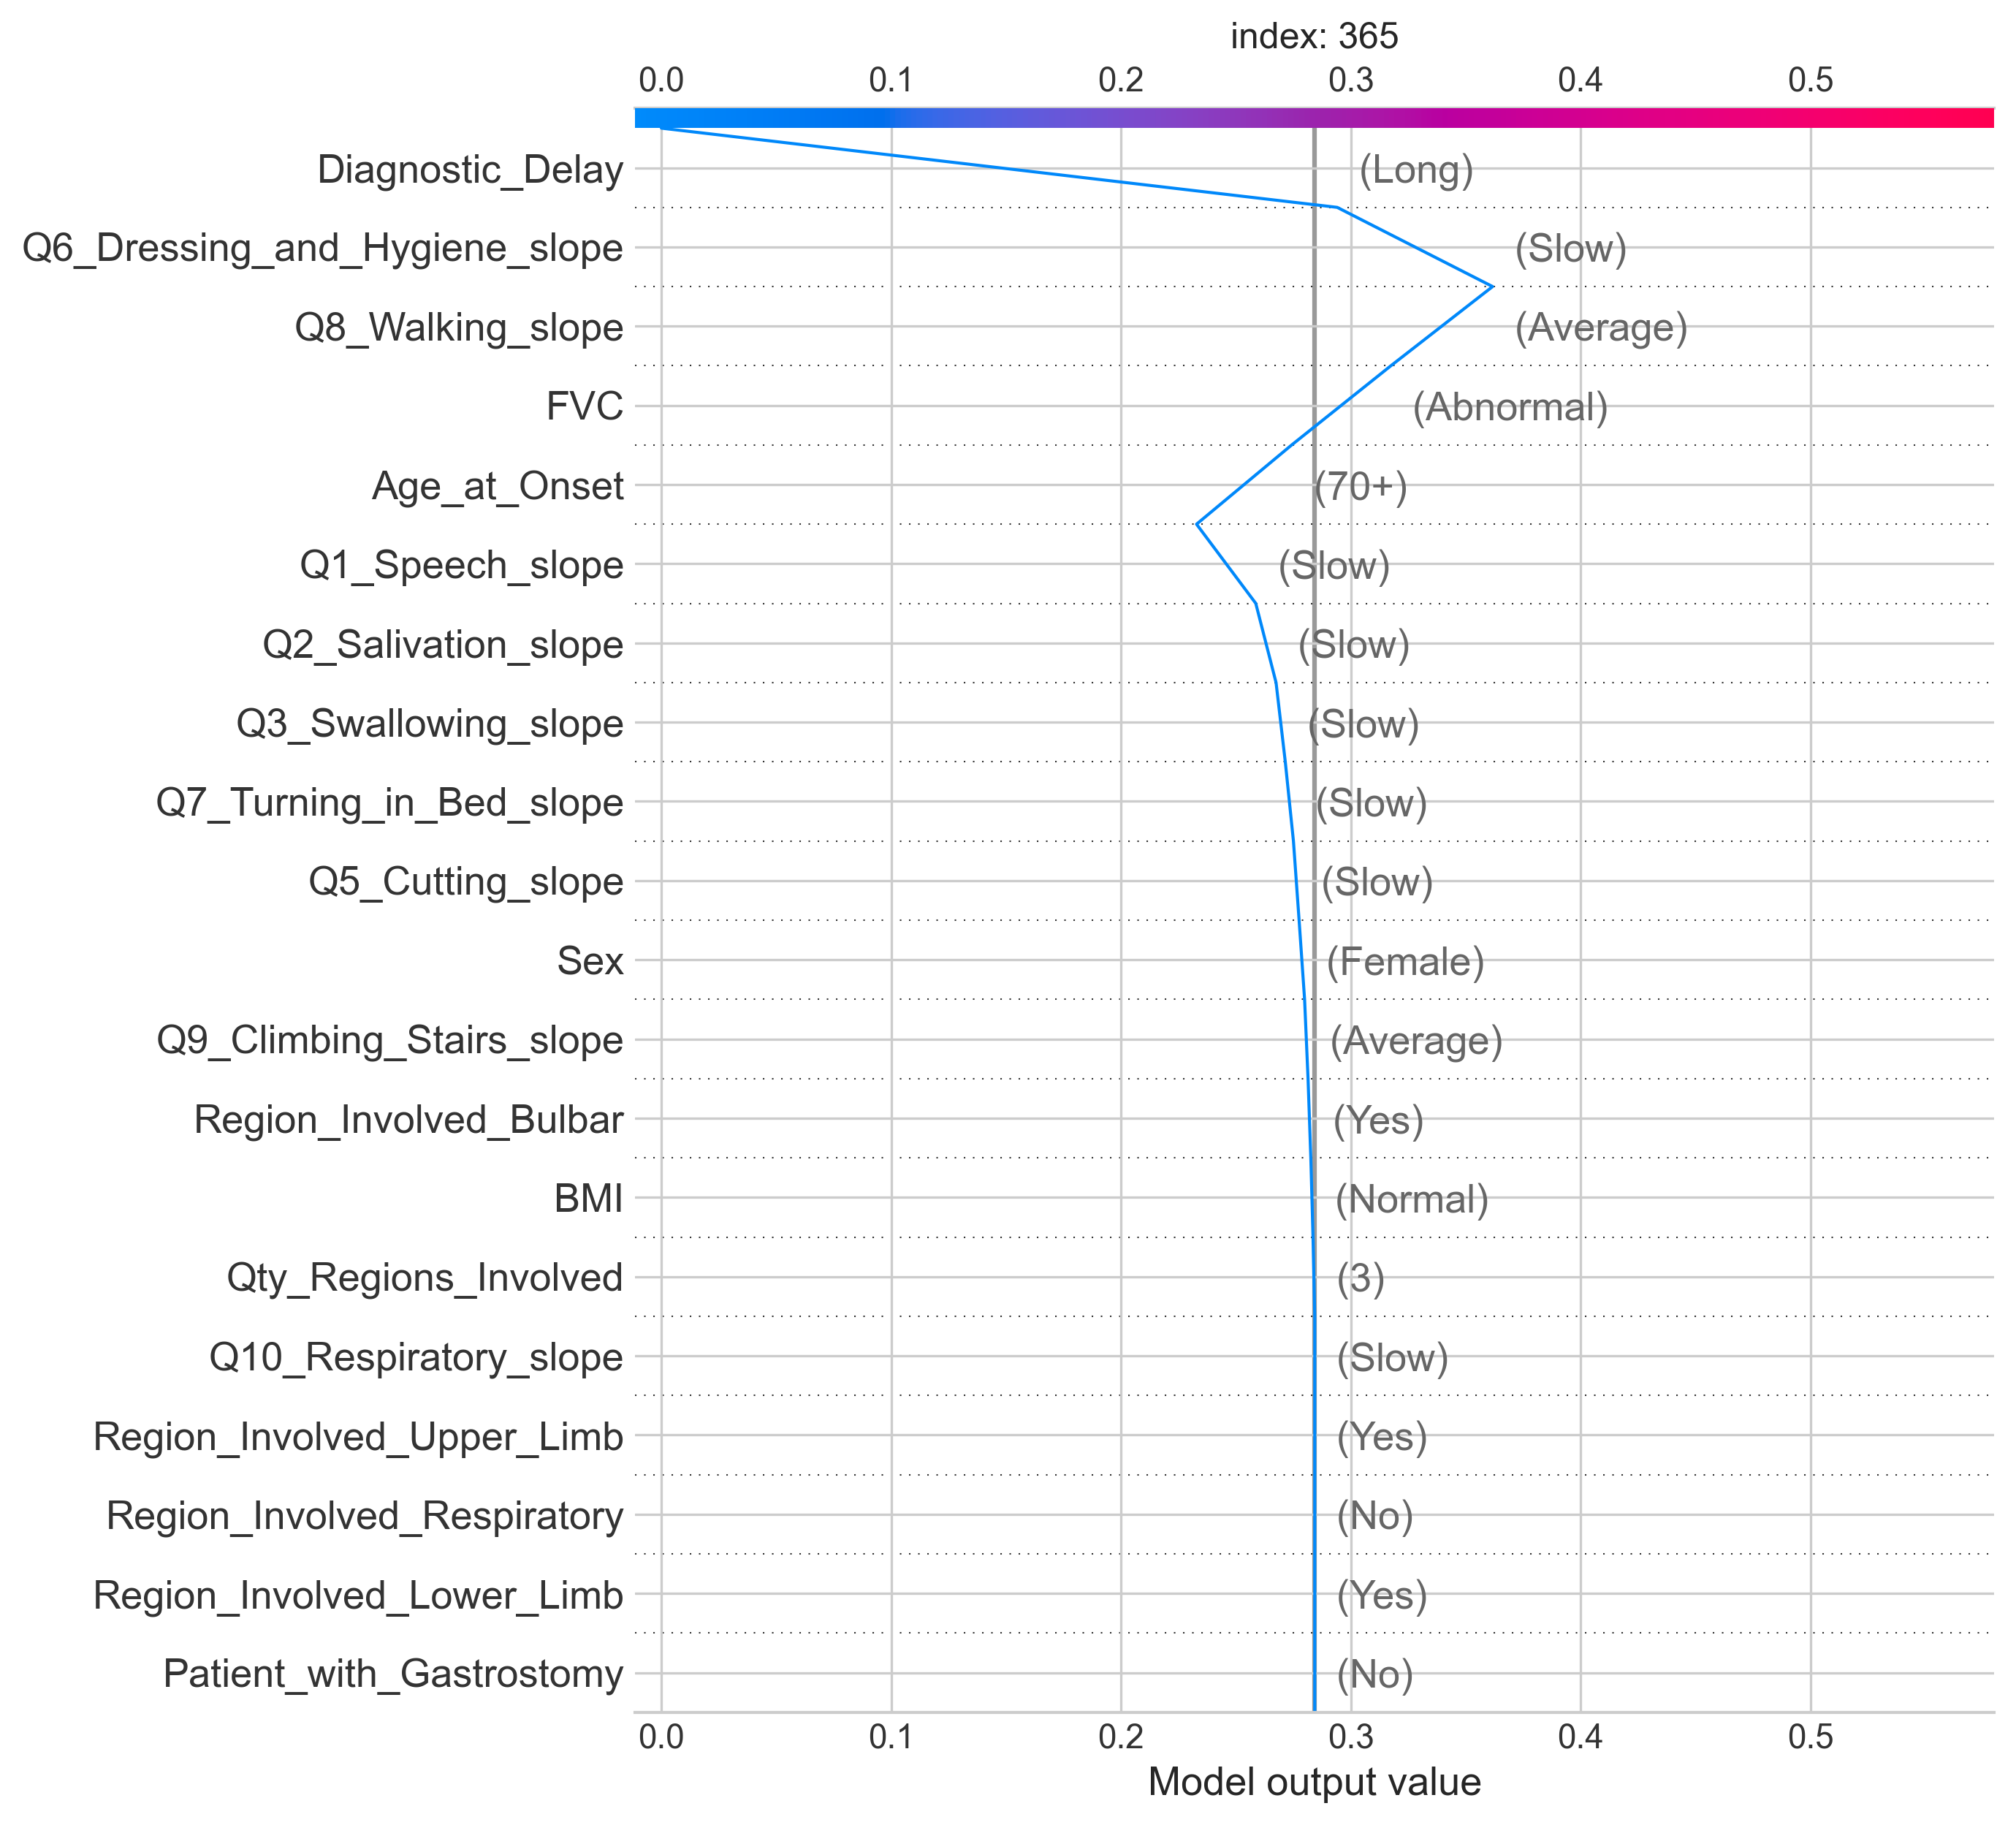 index: 365
0.0 0.1 0.2 0.3 0.4 0.5
Diagnostic_Delay (Long)
Q6_Dressing_and_Hygiene_slope (Slow)
Q8_Walking_slope (Average)
FVC (Abnormal)
Age_at_Onset (70+)
Q1_Speech_slope (Slow)
Q2_Salivation_slope (Slow)
Q3_Swallowing_slope (Slow)
Q7_Turning_in_Bed_slope (Slow)
Q5_Cutting_slope (Slow)
Sex (Female)
Q9_Climbing_Stairs_slope (Average)
Region_Involved_Bulbar (Yes)
BMI (Normal)
Qty_Regions_Involved (3)
Q10_Respiratory_slope (Slow)
Region_Involved_Upper_Limb (Yes)
Region_Involved_Respiratory (No)
Region_Involved_Lower_Limb (Yes)
Patient_with_Gastrostomy (No)
0.0 0.1 0.2 0.3 0.4 0.5
Model output value